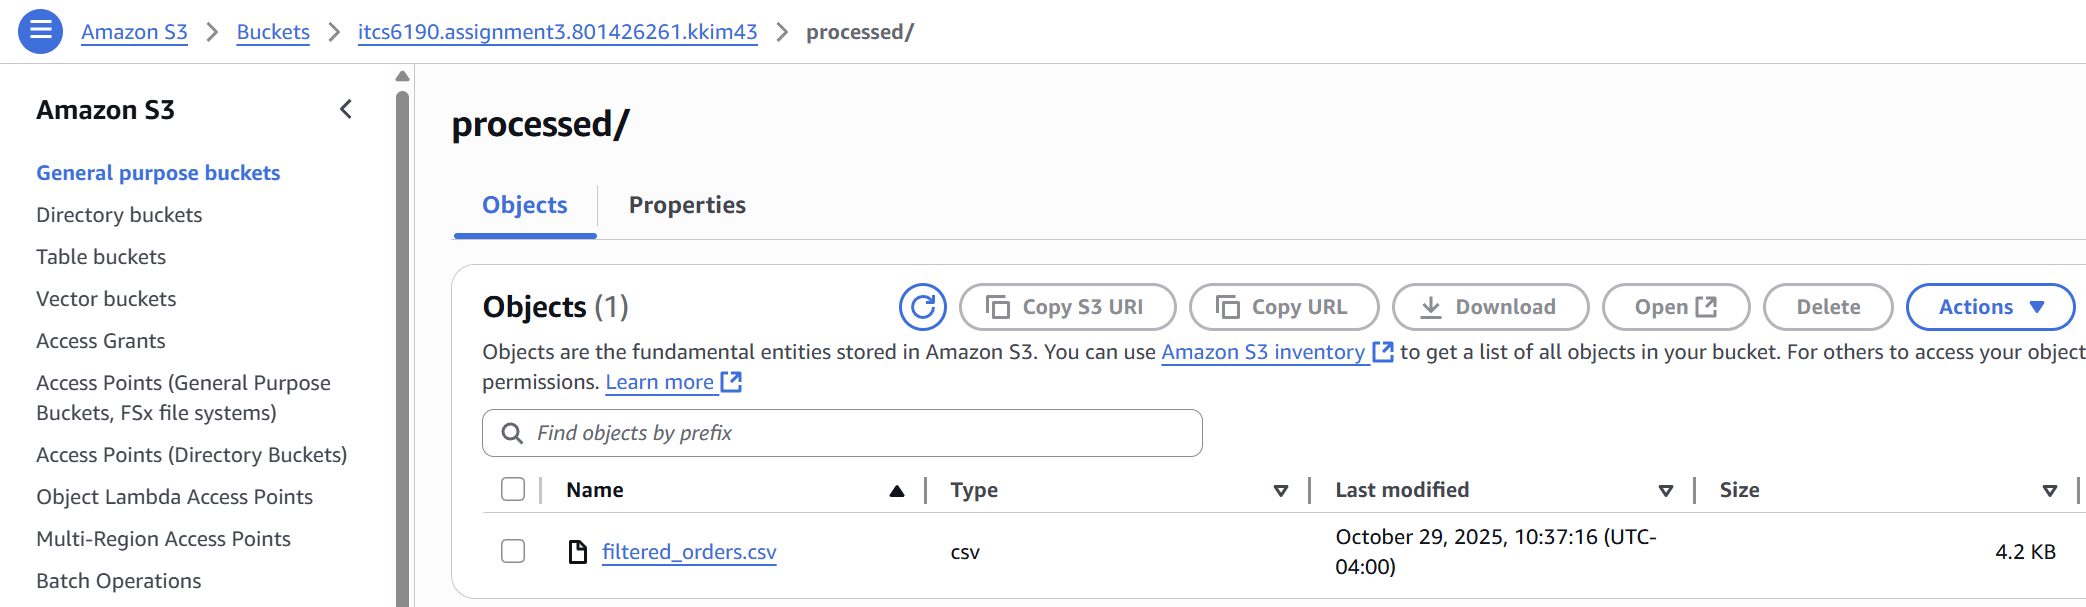 Amazon S3 > Buckets > itcs6190.assignment3.801426261.kkim43 > processed/
Amazon S3
General purpose buckets
Directory buckets
Table buckets
Vector buckets
Access Grants
Access Points (General Purpose
Buckets, FSx file systems)
Access Points (Directory Buckets)
Object Lambda Access Points
Multi-Region Access Points
Batch Operations
processed/
Objects Properties
Objects (1) Copy S3 URI Copy URL Download Open Delete Actions
Objects are the fundamental entities stored in Amazon S3. You can use Amazon S3 inventory to get a list of all objects in your bucket. For others to access your object
permissions. Learn more
Find objects by prefix
Name Type Last modified Size
filtered_orders.csv csv October 29, 2025, 10:37:16 (UTC-
04:00) 4.2 KB